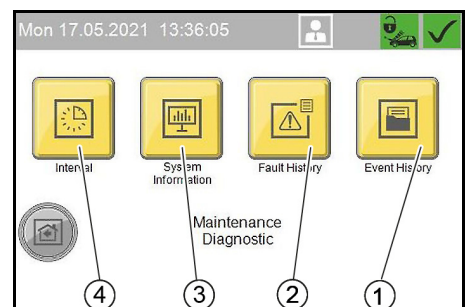 Mon 17.05.2021 13:36:05
Interval
System
Information
Fault History
Event History
Maintenance
Diagnostic
4
3
2
1